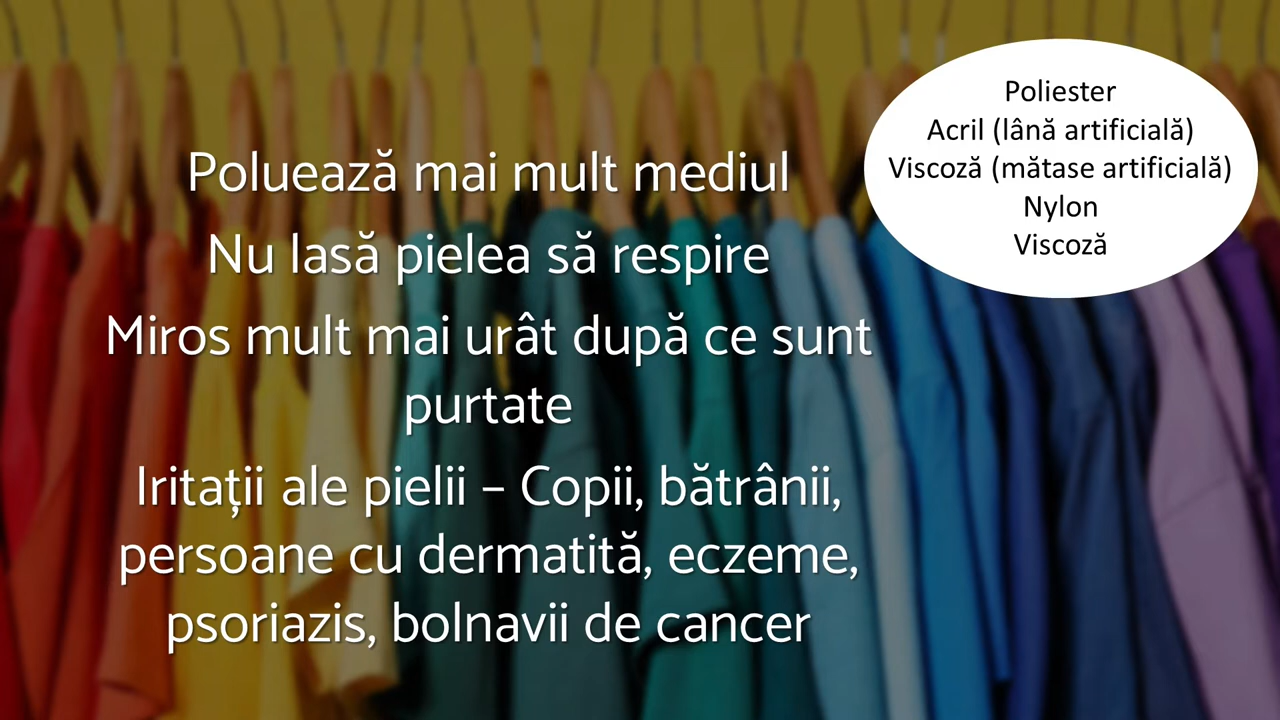 Poliester
Acril (lână artificială)
Viscoză (mătase artificială)
Nylon
Viscoză
Poluează mai mult mediul
Nu lasă pielea să respire
Miros mult mai urât după ce sunt
purtate
Iritații ale pielii – Copii, bătrânii,
persoane cu dermatită, eczeme,
psoriazis, bolnavii de cancer